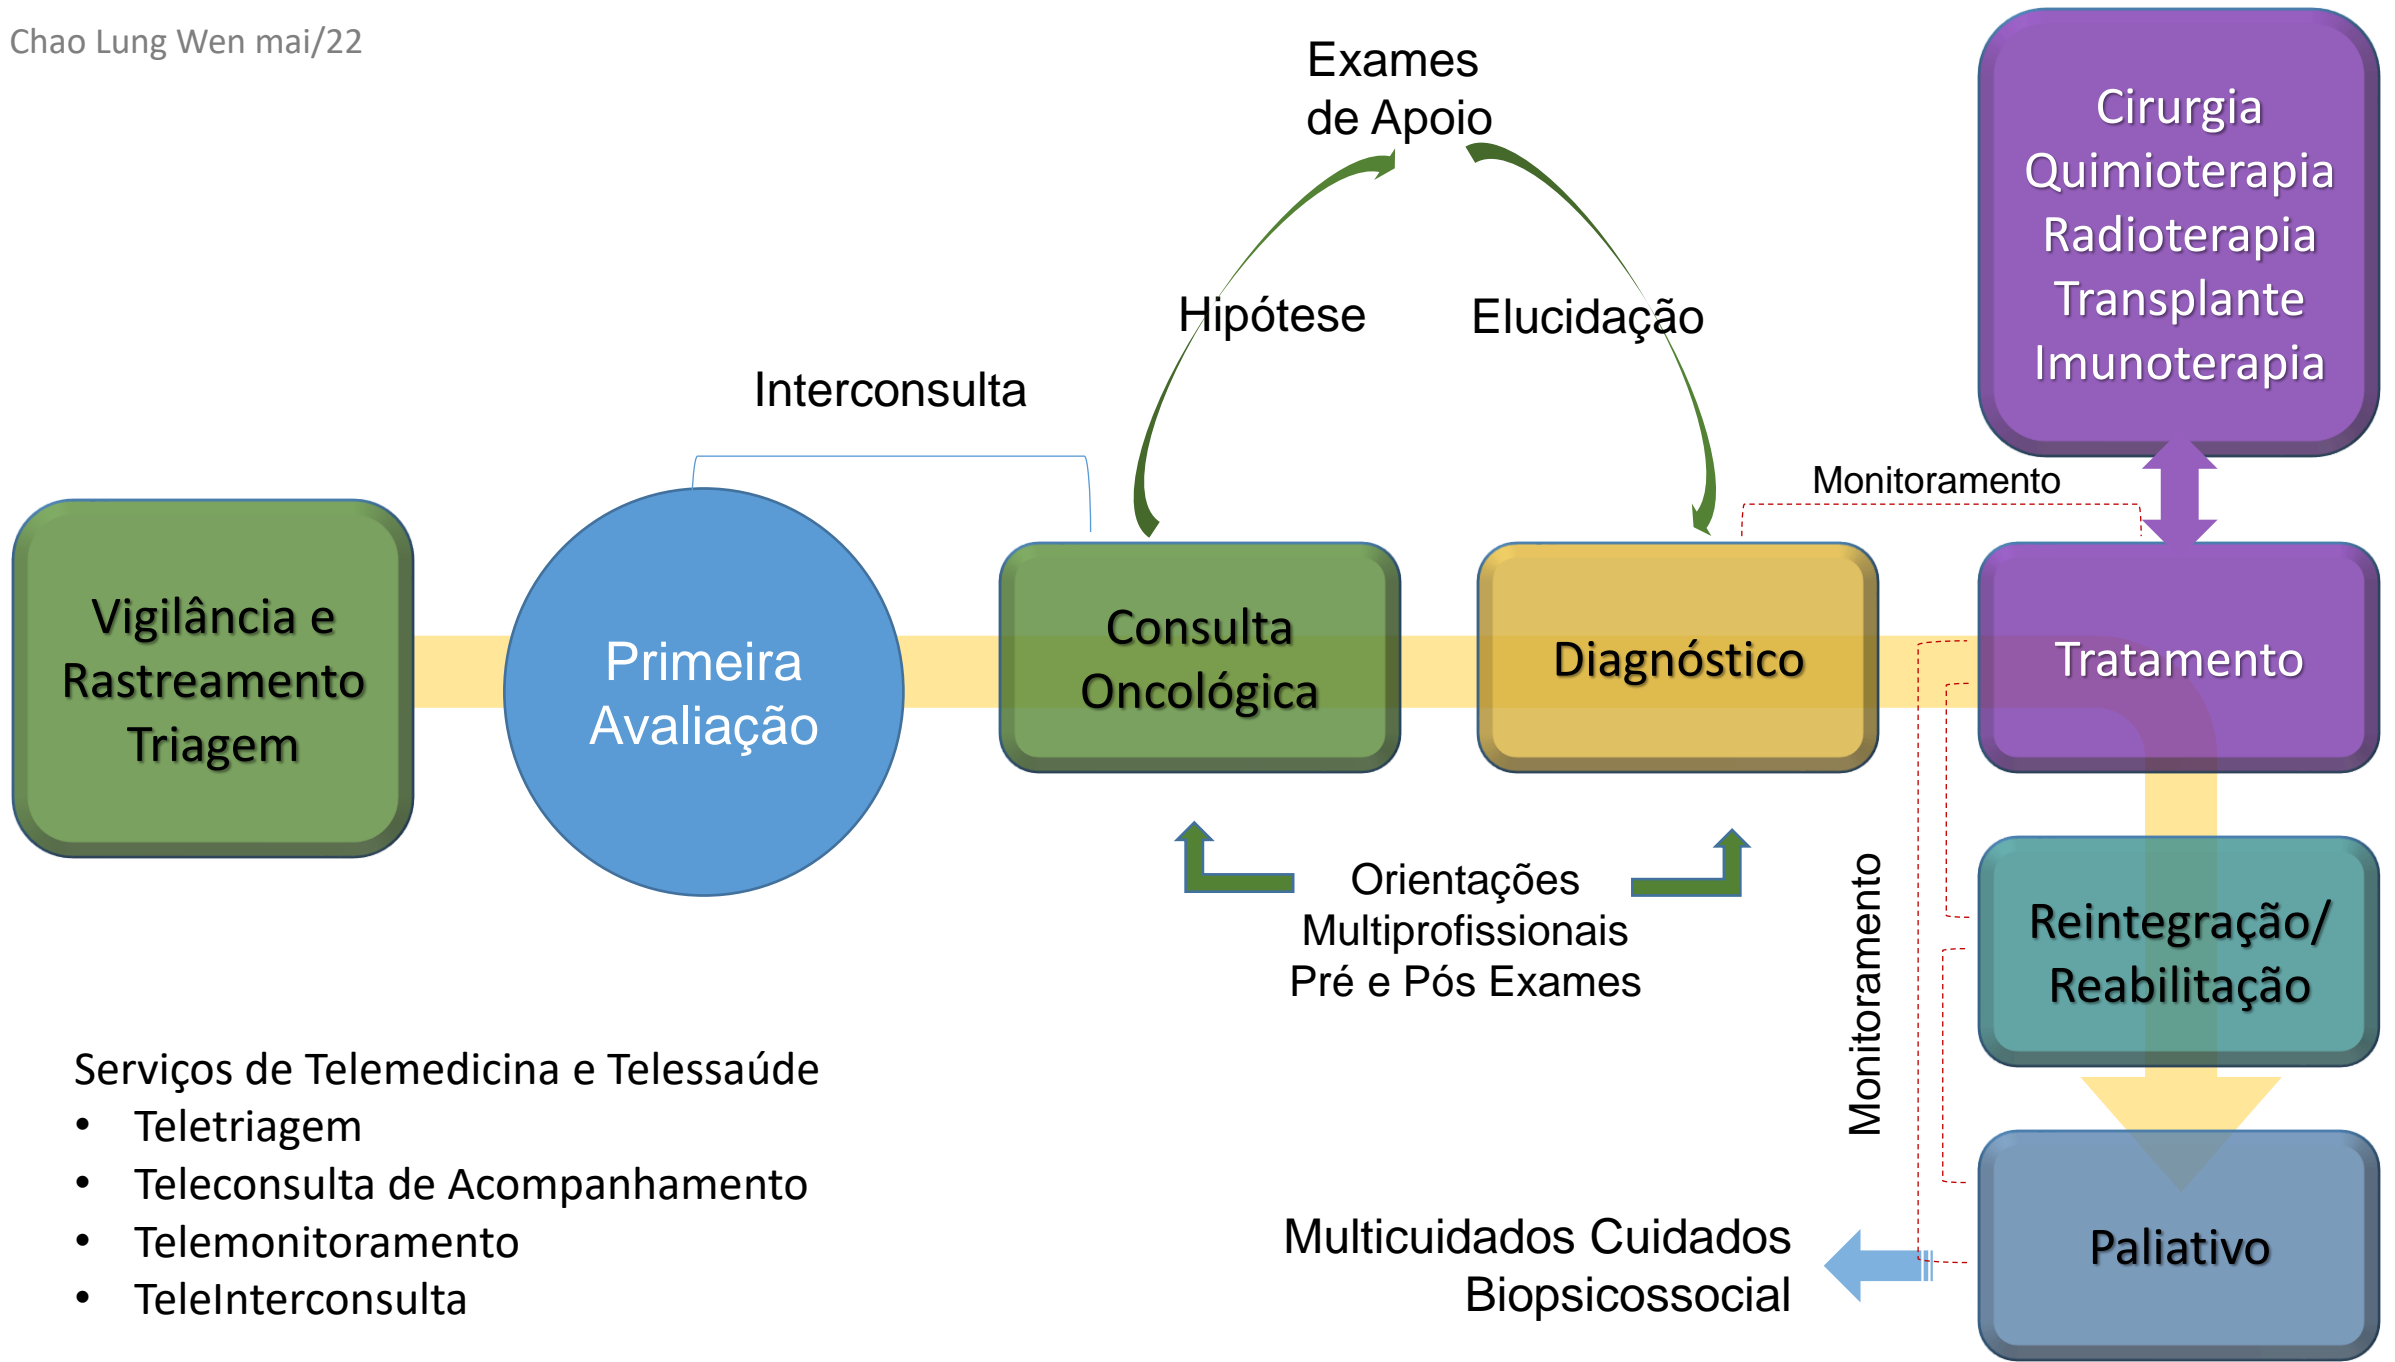 Chao Lung Wen mai/22
Exames
de Apoio
Cirurgia
Quimioterapia
Radioterapia
Transplante
Imunoterapia
Hipótese
Elucidação
Interconsulta
Monitoramento
Vigilância e
Rastreamento
Triagem
Primeira
Avaliação
Consulta
Oncológica
Diagnóstico
Tratamento
Orientações
Multiprofissionais
Pré e Pós Exames
Monitoramento
Reintegração/
Reabilitação
Serviços de Telemedicina e Telessaúde
• Teletriagem
• Teleconsulta de Acompanhamento
• Telemonitoramento
• TeleInterconsulta
Multicuidados Cuidados
Biopsicossocial
Paliativo